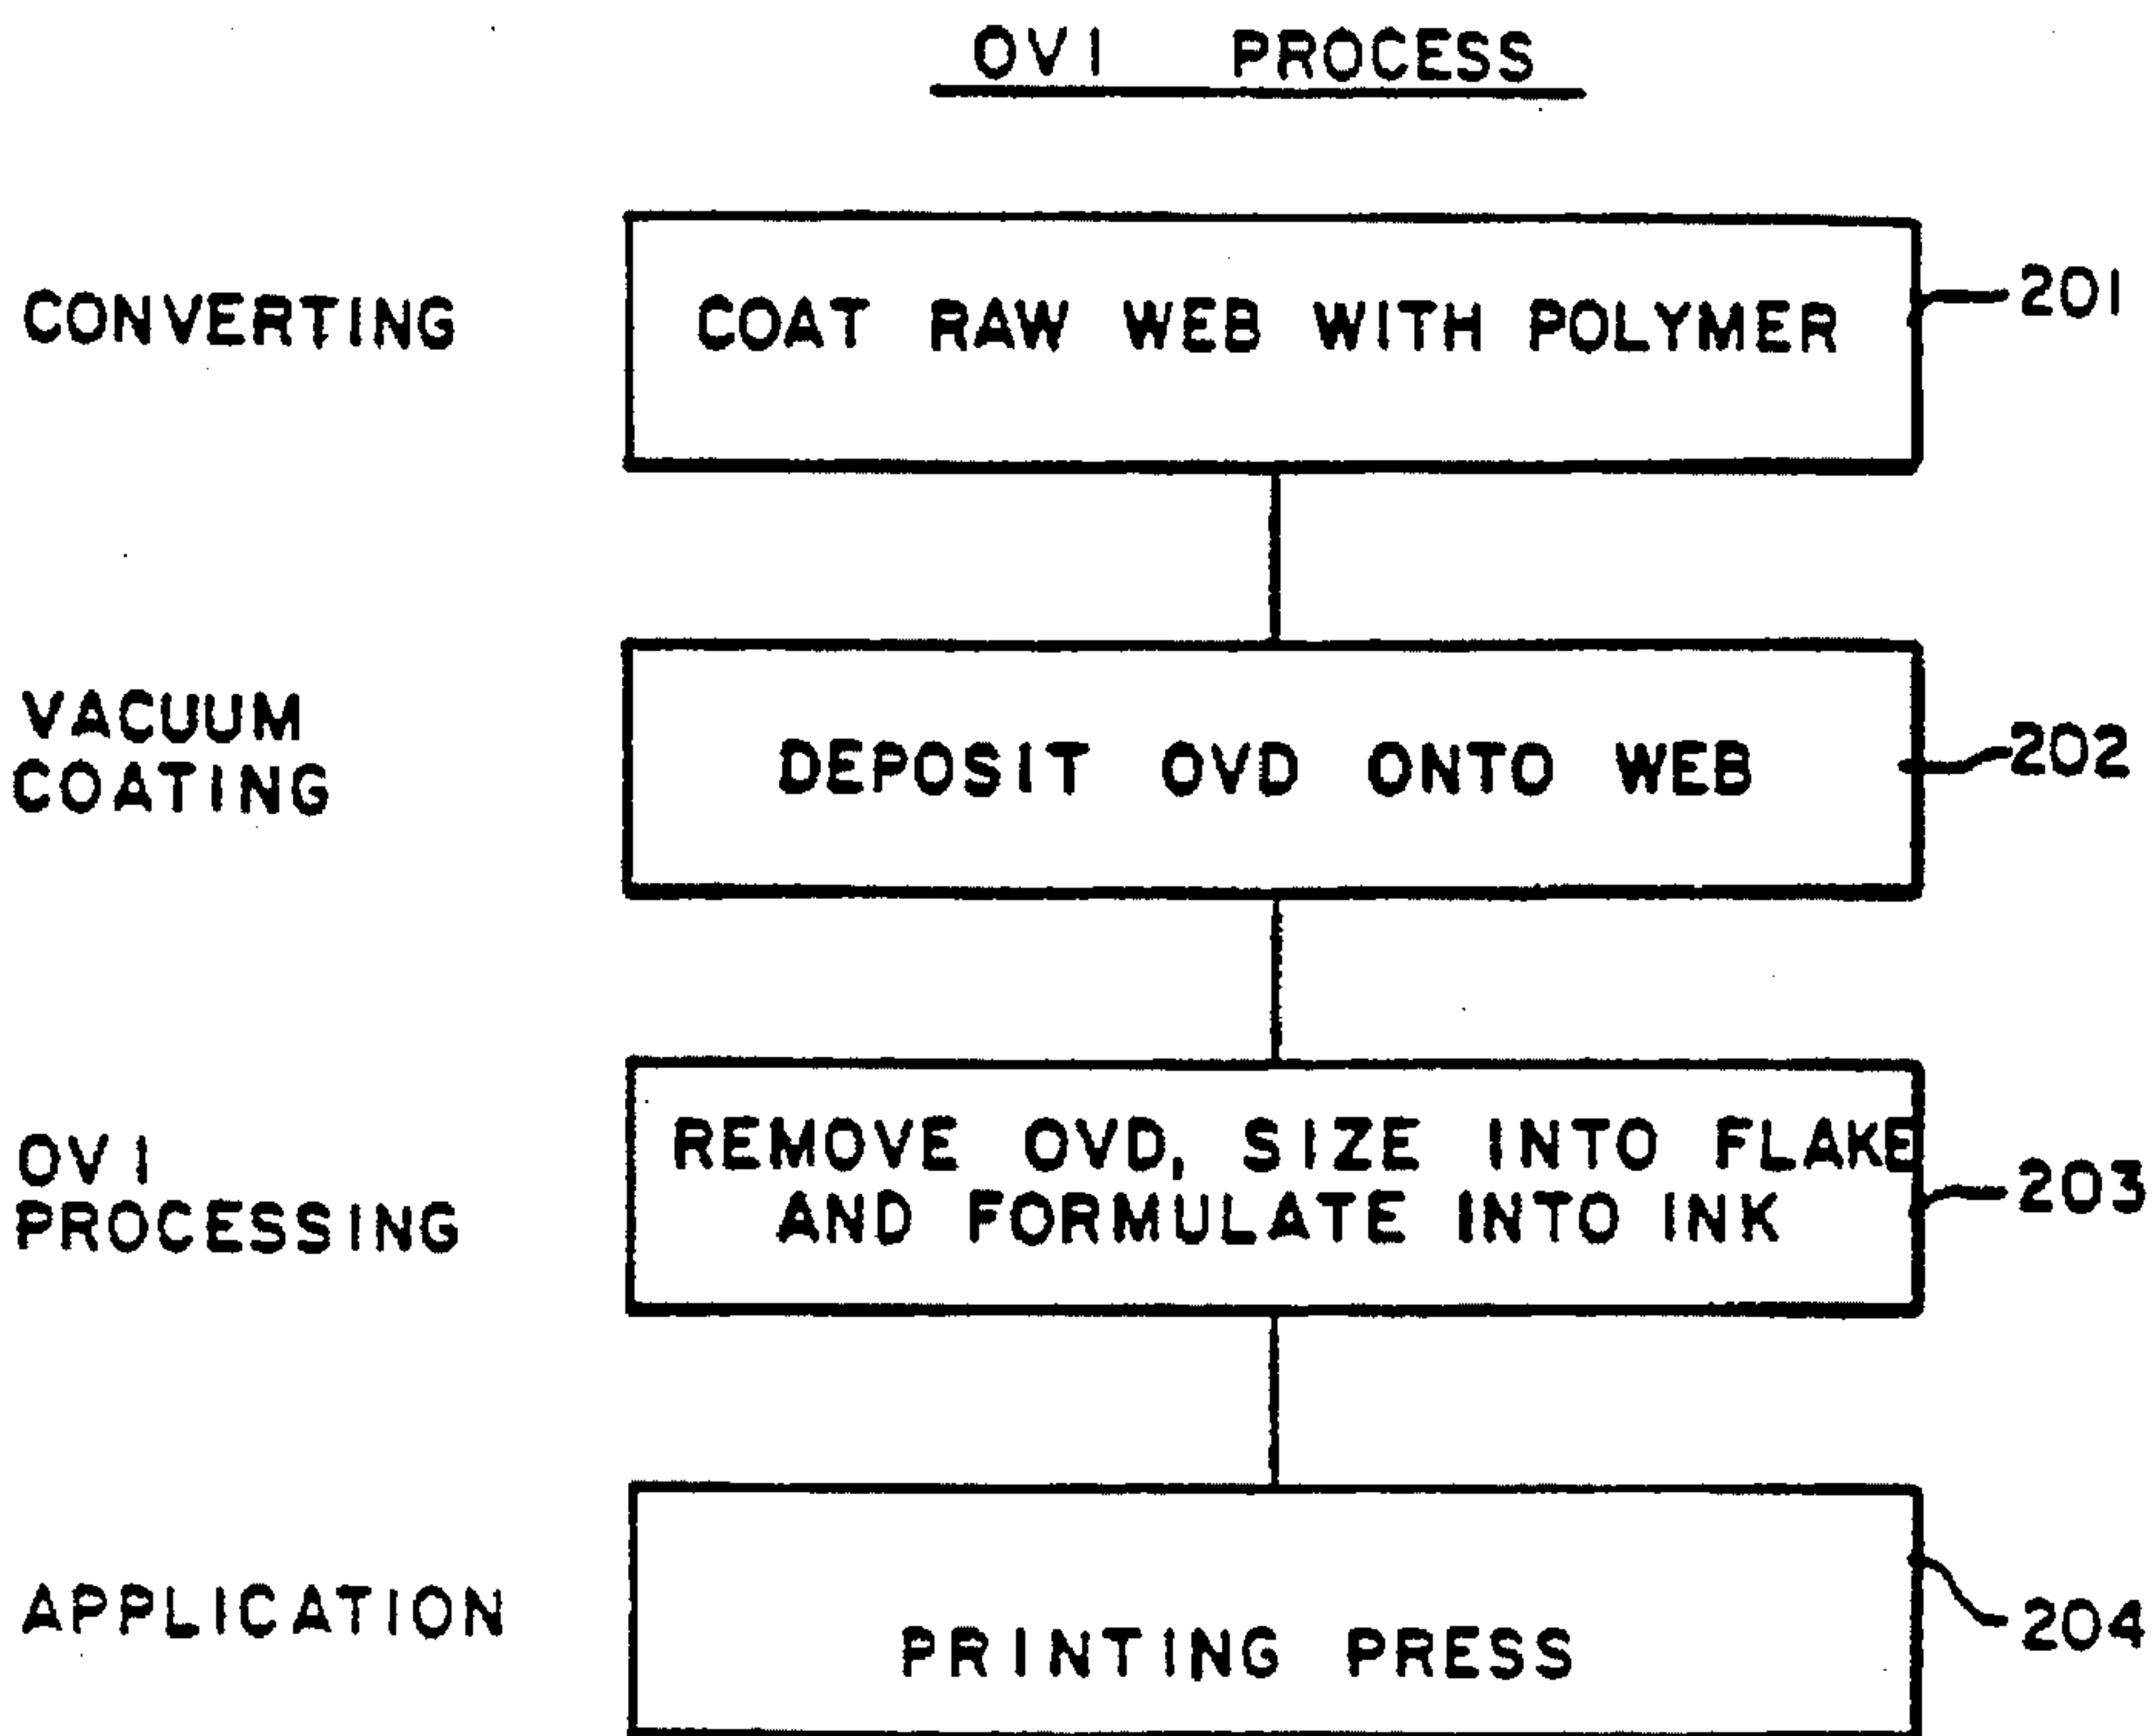 OVI PROCESS
CONVERTING
COAT RAW WEB WITH POLYMER
201
VACUUM
COATING
DEPOSIT OVD ONTO WEB
202
OVI
PROCESSING
REMOVE OVD, SIZE INTO FLAKE
AND FORMULATE INTO INK
203
APPLICATION
PRINTING PRESS
204